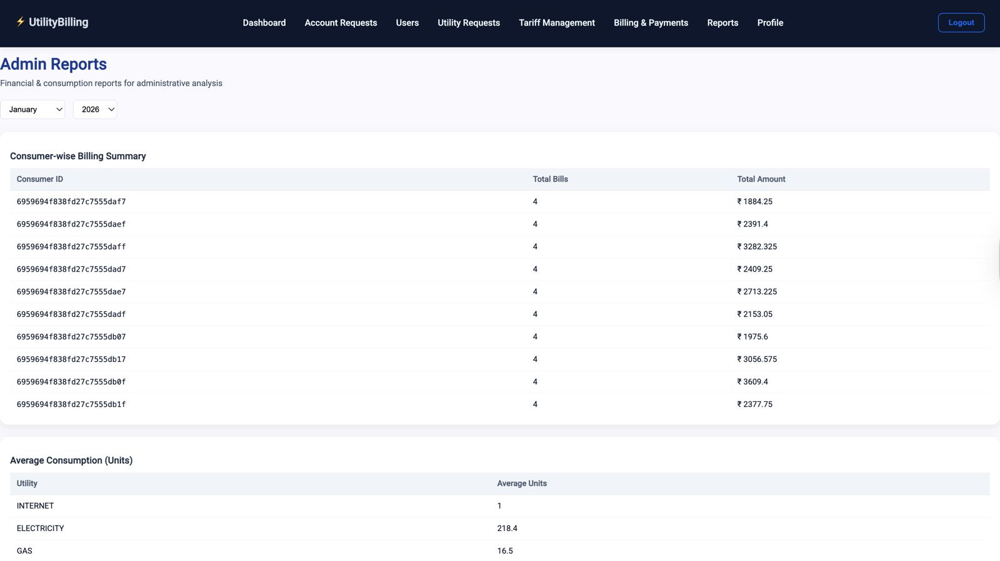 ⚡ UtilityBilling Dashboard Account Requests Users Utility Requests Tariff Management Billing & Payments Reports Profile Logout
Admin Reports
Financial & consumption reports for administrative analysis
January 2026
Consumer-wise Billing Summary
Consumer ID Total Bills Total Amount
6959694f838fd27c7555daf7 4 ₹ 1884.25
6959694f838fd27c7555daef 4 ₹ 2391.4
6959694f838fd27c7555daff 4 ₹ 3282.325
6959694f838fd27c7555dad7 4 ₹ 2409.25
6959694f838fd27c7555dae7 4 ₹ 2713.225
6959694f838fd27c7555dadf 4 ₹ 2153.05
6959694f838fd27c7555db07 4 ₹ 1975.6
6959694f838fd27c7555db17 4 ₹ 3056.575
6959694f838fd27c7555db0f 4 ₹ 3609.4
6959694f838fd27c7555db1f 4 ₹ 2377.75
Average Consumption (Units)
Utility Average Units
INTERNET 1
ELECTRICITY 218.4
GAS 16.5